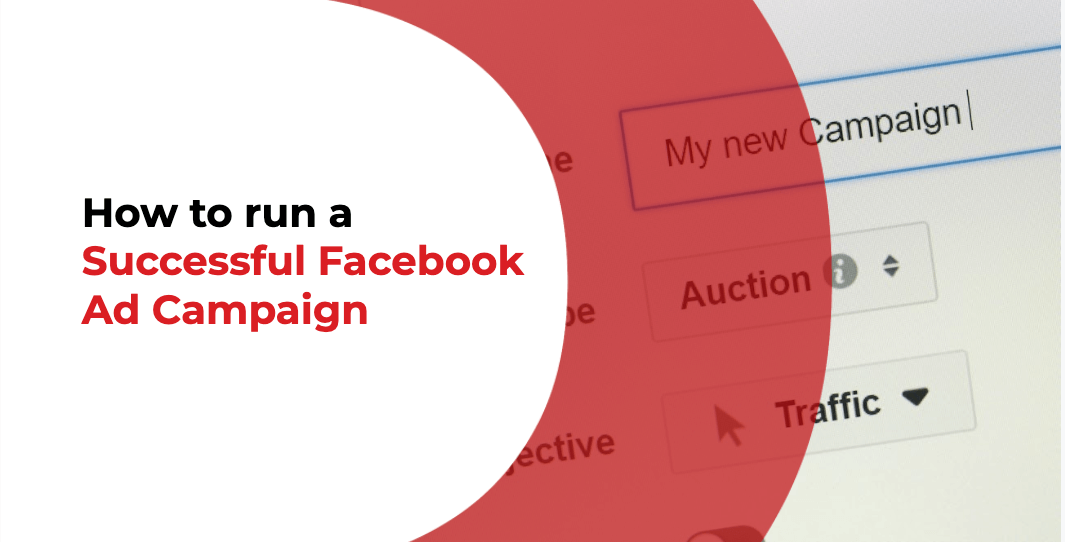 How to run a
Successful Facebook
Ad Campaign
My new Campaign
Auction
Traffic